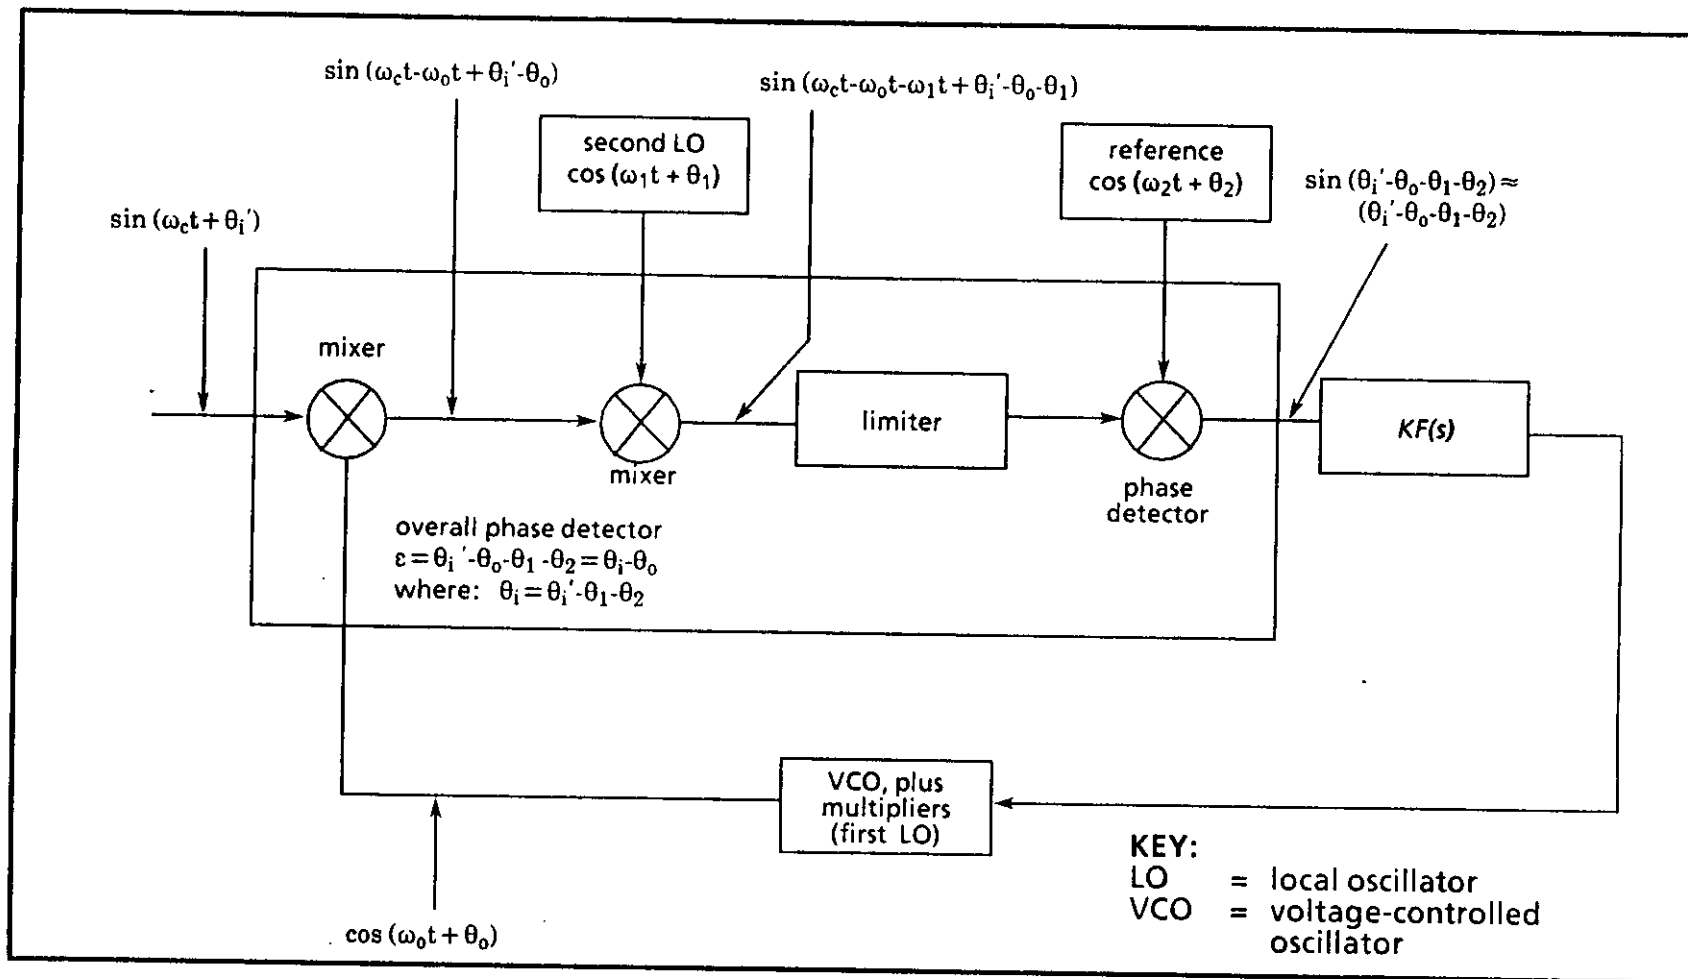 sin (ωct-ωot + θi′-θo)
sin (ωct-ωot-ω1t + θi′-θo-θ1)
second LO
cos (ω1t + θ1)
reference
cos (ω2t + θ2)
sin (θi′-θo-θ1-θ2) ≈
(θi′-θo-θ1-θ2)
sin (ωct + θi′)
mixer
limiter
KF(s)
mixer
phase
detector
overall phase detector
ε = θi′-θo-θ1 -θ2 = θi-θo
where: θi = θi′-θ1-θ2
VCO, plus
multipliers
(first LO)
KEY:
LO = local oscillator
VCO = voltage-controlled
oscillator
cos (ωot + θo)